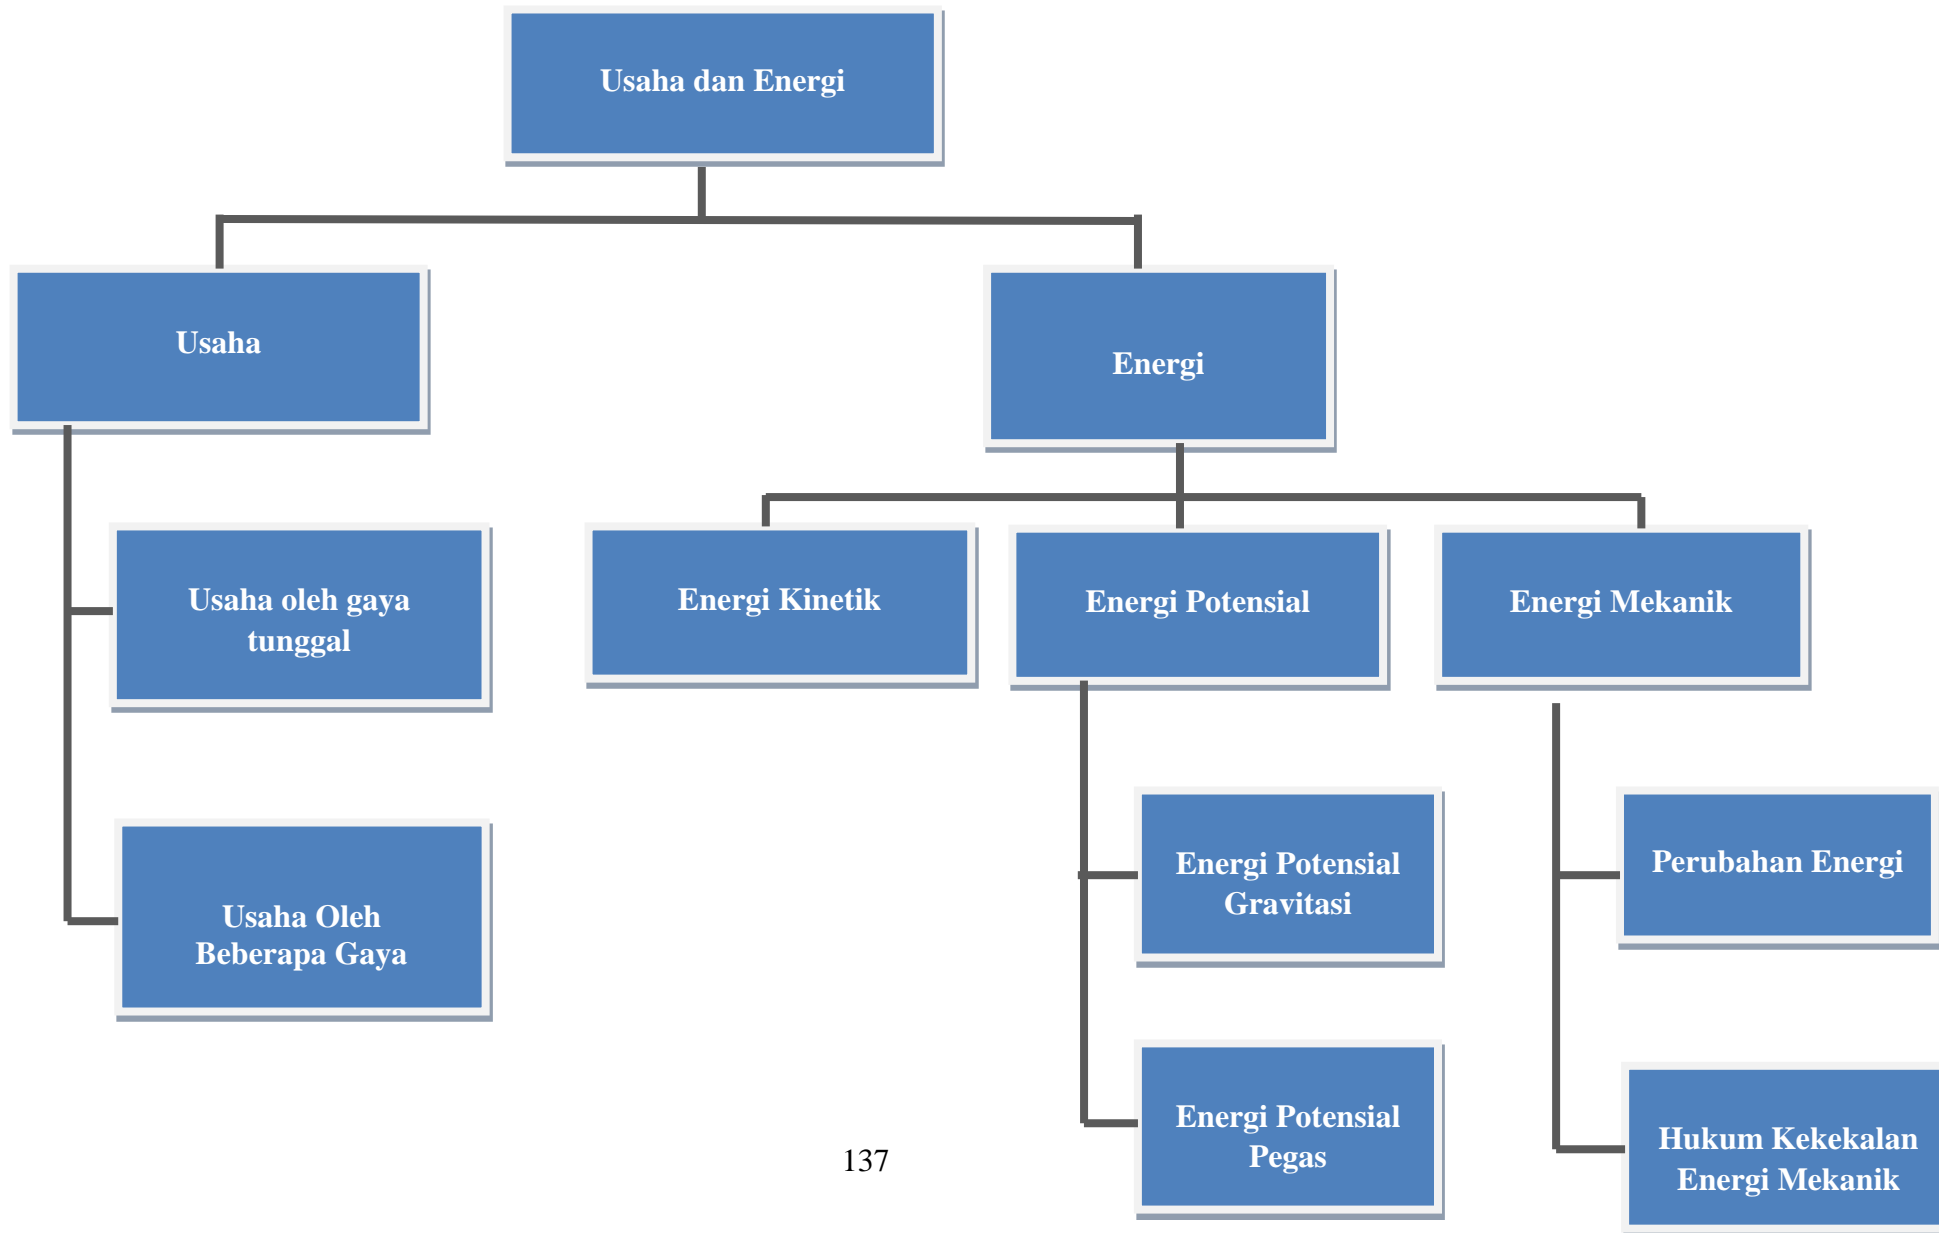 Usaha dan Energi
Usaha
Energi
Usaha oleh gaya
tunggal
Energi Kinetik
Energi Potensial
Energi Mekanik
Usaha Oleh
Beberapa Gaya
Energi Potensial
Gravitasi
Perubahan Energi
Energi Potensial
Pegas
Hukum Kekekalan
Energi Mekanik
137